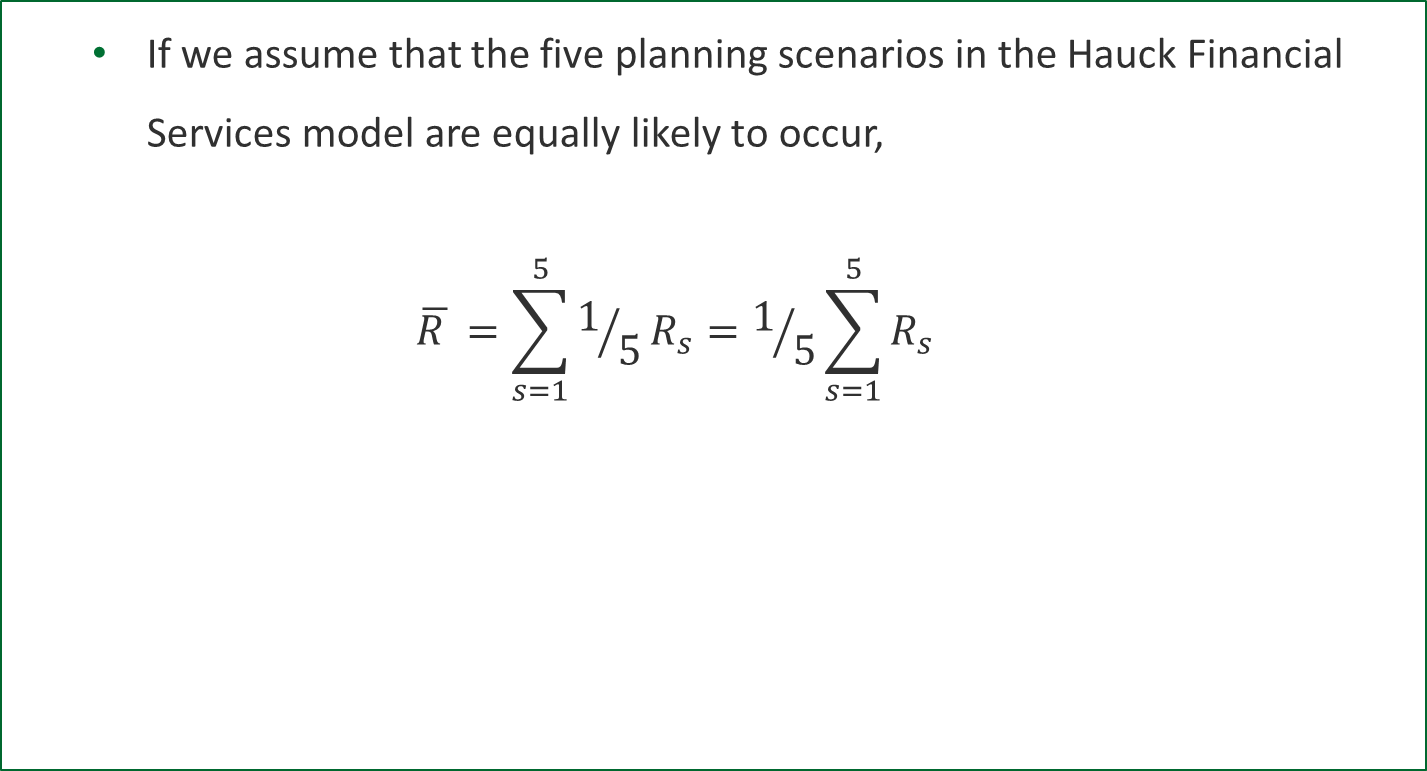 • If we assume that the five planning scenarios in the Hauck Financial
Services model are equally likely to occur,
R̅ = ∑_{s=1}^{5} 1/5 R_s = 1/5 ∑_{s=1}^{5} R_s